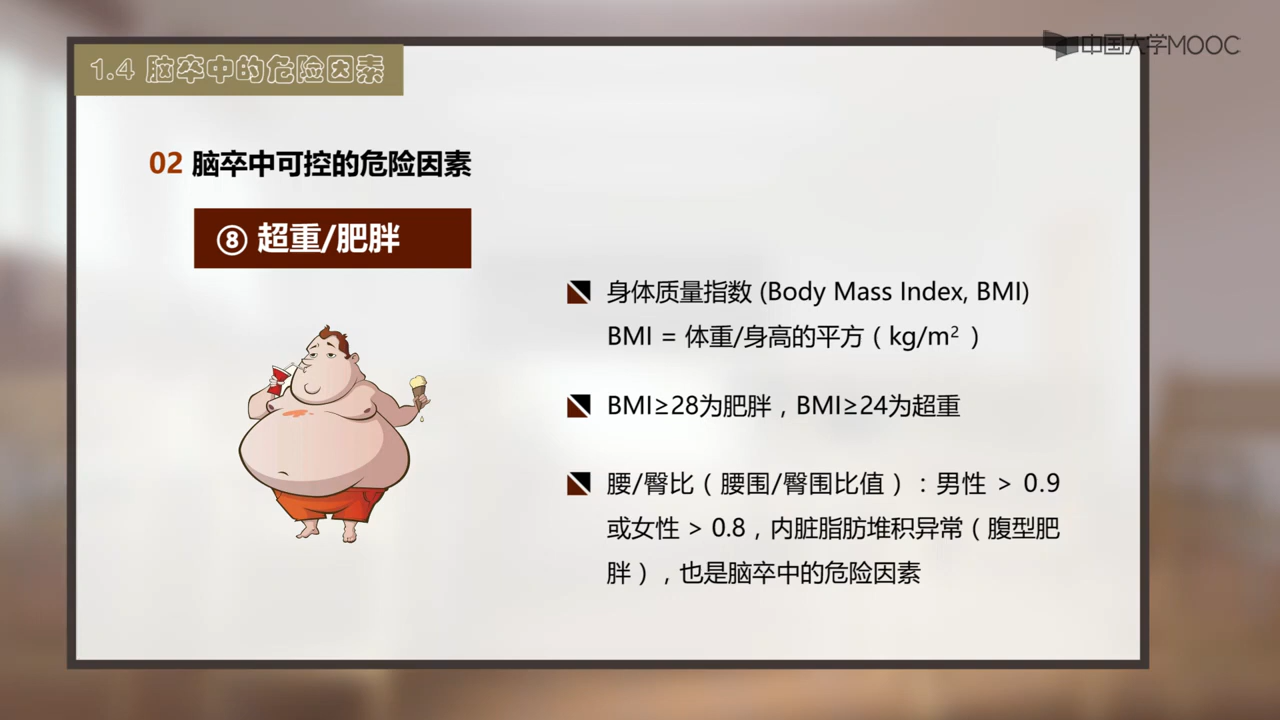 中国大学MOOC
1.4 脑卒中的危险因素
02 脑卒中可控的危险因素
⑧ 超重/肥胖
身体质量指数 (Body Mass Index, BMI)
BMI = 体重/身高的平方（kg/m²）
BMI≥28为肥胖，BMI≥24为超重
腰/臀比（腰围/臀围比值）：男性 > 0.9
或女性 > 0.8，内脏脂肪堆积异常（腹型肥
胖），也是脑卒中的危险因素